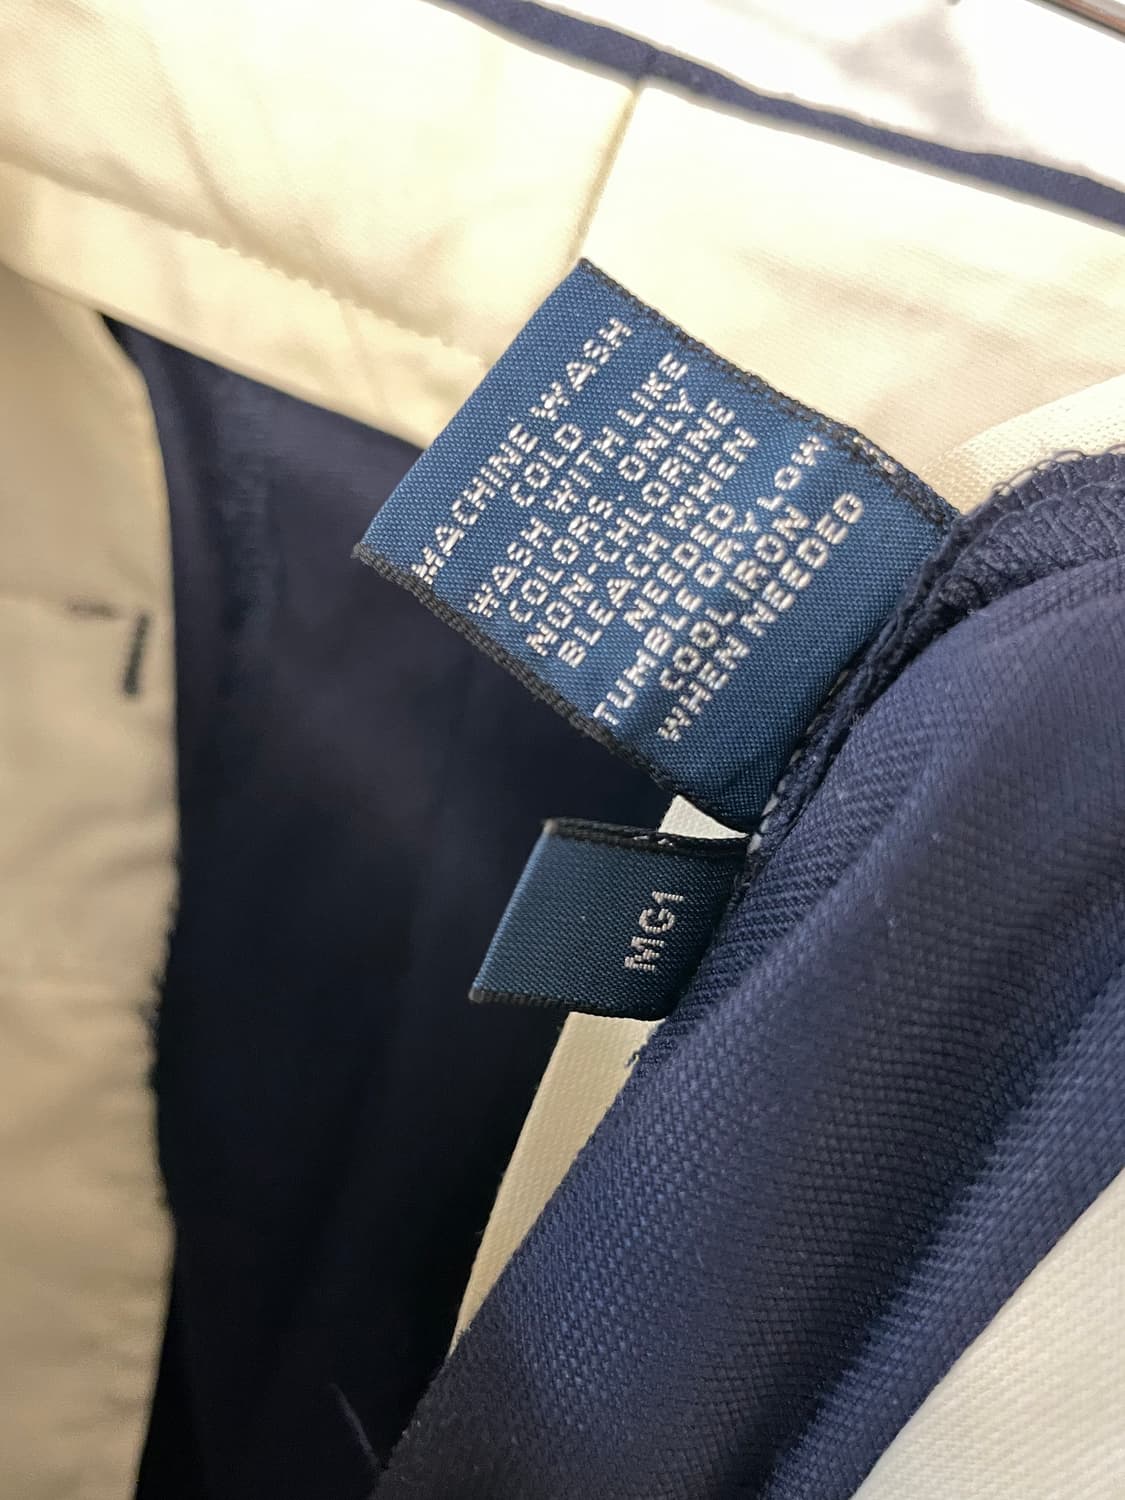 MACHINE WASH
COLD
WASH WITH LIKE
COLORS. ONLY
NON-CHLORINE
BLEACH WHEN
NEEDED.
TUMBLE DRY LOW
COOL IRON
WHEN NEEDED
MG1